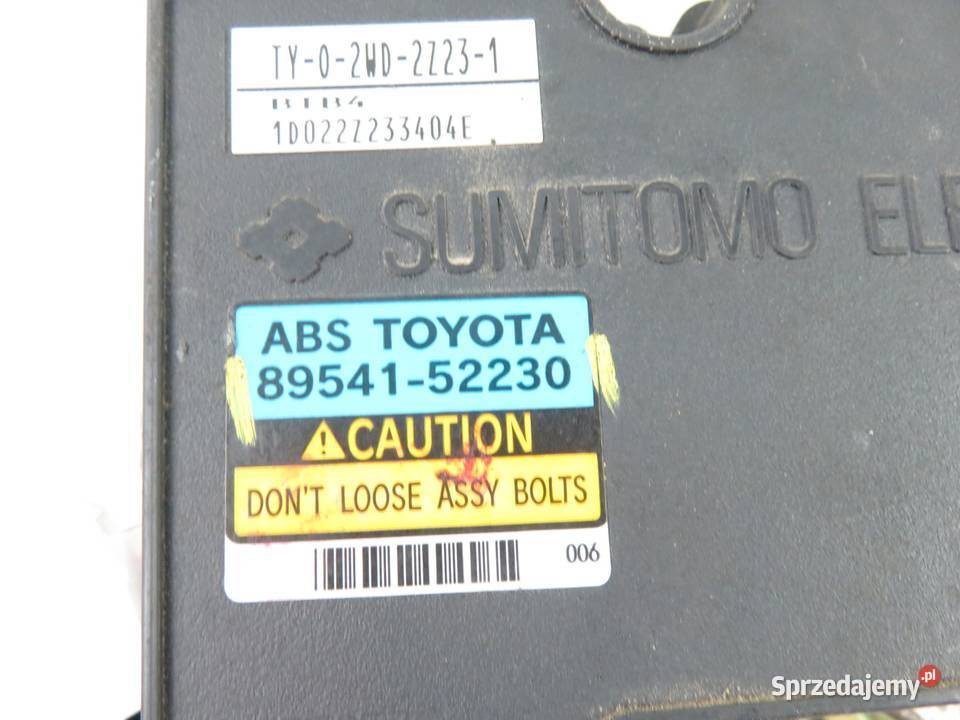 TY-0-2WD-2Z23-1
1D022Z233404E
SUMITOMO ELE
ABS TOYOTA
89541-52230
CAUTION
DON'T LOOSE ASSY BOLTS
006
Sprzedajemy.pl